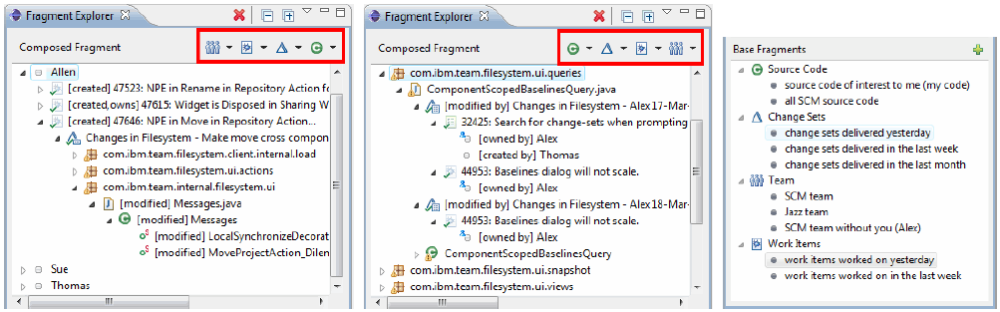 Fragment Explorer
Composed Fragment
Allen
[created] 47523: NPE in Rename in Repository Action fo
[created,owns] 47615: Widget is Disposed in Sharing W
[created] 47646: NPE in Move in Repository Action...
Changes in Filesystem - Make move cross compone
com.ibm.team.filesystem.client.internal.load
com.ibm.team.filesystem.ui.actions
com.ibm.team.internal.filesystem.ui
[modified] Messages.java
[modified] Messages
[modified] LocalSynchronizeDecorat
[modified] MoveProjectAction_Dilen
Sue
Thomas
Fragment Explorer
Composed Fragment
com.ibm.team.filesystem.ui.queries
ComponentScopedBaselinesQuery.java
[modified by] Changes in Filesystem - Alex17-Mar-
32425: Search for change-sets when prompting
[owned by] Alex
[created by] Thomas
44953: Baselines dialog will not scale.
[owned by] Alex
[modified by] Changes in Filesystem - Alex18-Mar-
44953: Baselines dialog will not scale.
[owned by] Alex
ComponentScopedBaselinesQuery
com.ibm.team.filesystem.ui.snapshot
com.ibm.team.filesystem.ui.views
Base Fragments
Source Code
source code of interest to me (my code)
all SCM source code
Change Sets
change sets delivered yesterday
change sets delivered in the last week
change sets delivered in the last month
Team
SCM team
Jazz team
SCM team without you (Alex)
Work Items
work items worked on yesterday
work items worked on in the last week